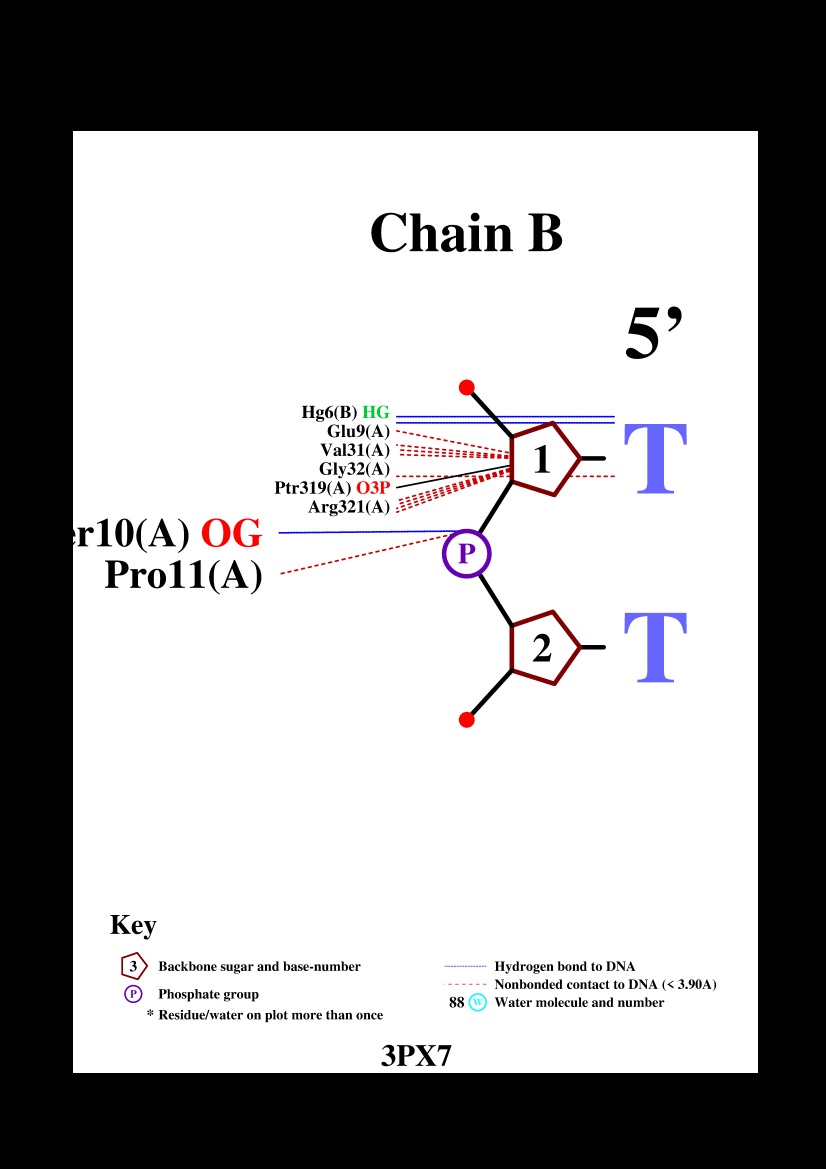 Chain B
5’
Hg6(B) HG
Glu9(A)
Val31(A)
Gly32(A)
Ptr319(A) O3P
Arg321(A)
1
T
er10(A) OG
Pro11(A)
P
2
T
Key
3 Backbone sugar and base-number
P Phosphate group
* Residue/water on plot more than once
Hydrogen bond to DNA
Nonbonded contact to DNA (< 3.90A)
88 W Water molecule and number
3PX7